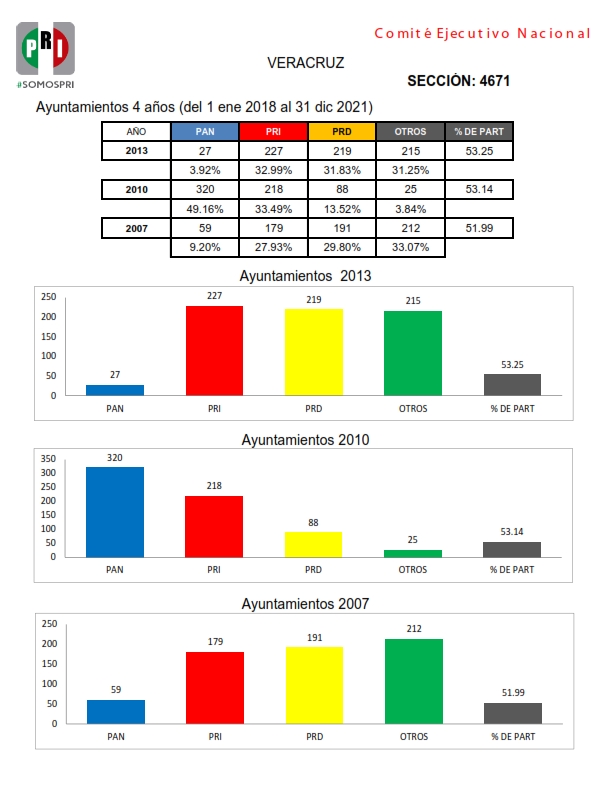 Comité Ejecutivo Nacional
PRI
#SOMOSPRI
VERACRUZ
SECCIÓN: 4671
Ayuntamientos 4 años (del 1 ene 2018 al 31 dic 2021)
AÑO PAN PRI PRD OTROS % DE PART
2013 27 227 219 215 53.25
3.92% 32.99% 31.83% 31.25%
2010 320 218 88 25 53.14
49.16% 33.49% 13.52% 3.84%
2007 59 179 191 212 51.99
9.20% 27.93% 29.80% 33.07%
Ayuntamientos 2013
250
200
150
100
50
0
27 227 219 215 53.25
PAN PRI PRD OTROS % DE PART
Ayuntamientos 2010
350
300
250
200
150
100
50
0
320 218 88 25 53.14
PAN PRI PRD OTROS % DE PART
Ayuntamientos 2007
250
200
150
100
50
0
59 179 191 212 51.99
PAN PRI PRD OTROS % DE PART